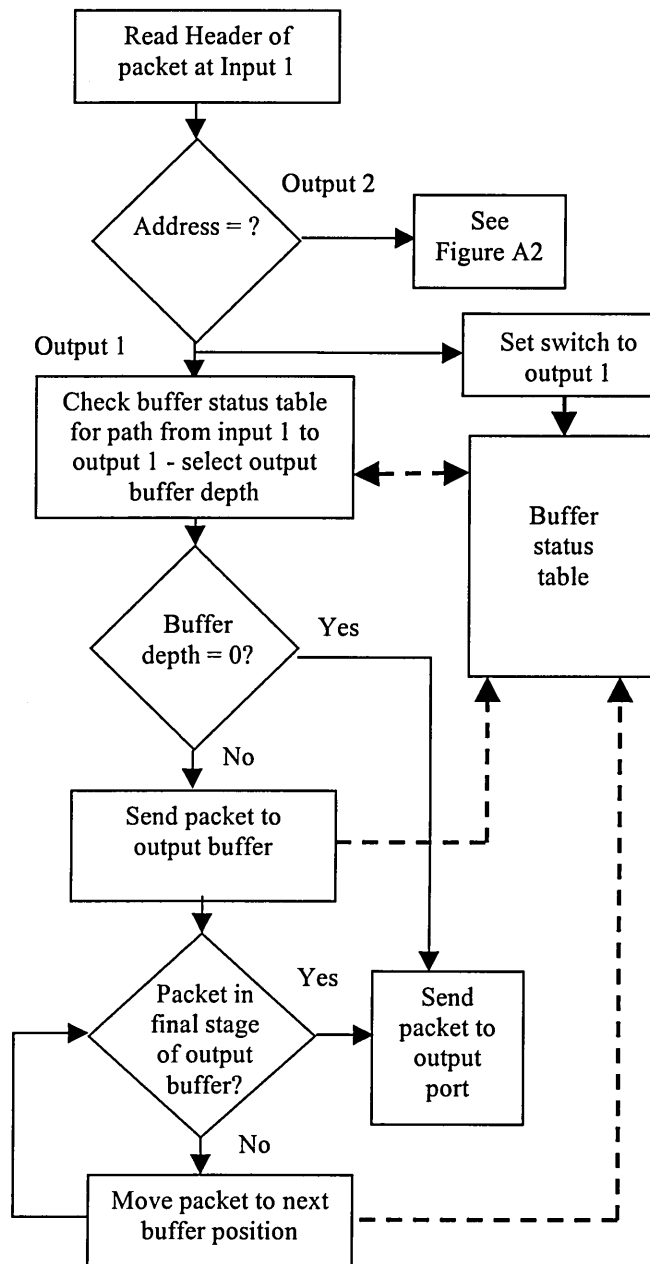 Read Header of
packet at Input 1
Output 2
Address = ?
See
Figure A2
Output 1
Set switch to
output 1
Check buffer status table
for path from input 1 to
output 1 - select output
buffer depth
Buffer
status
table
Buffer
depth = 0?
Yes
No
Send packet to
output buffer
Yes
Packet in
final stage
of output
buffer?
Send
packet to
output
port
No
Move packet to next
buffer position